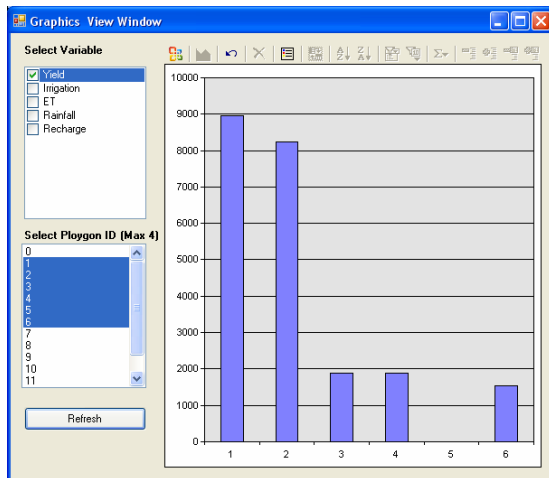 Graphics View Window
Select Variable
Yield
Irrigation
ET
Rainfall
Recharge
Select Ploygon ID (Max 4)
0
1
2
3
4
5
6
7
8
9
10
11
Refresh
10000
9000
8000
7000
6000
5000
4000
3000
2000
1000
0
1 2 3 4 5 6